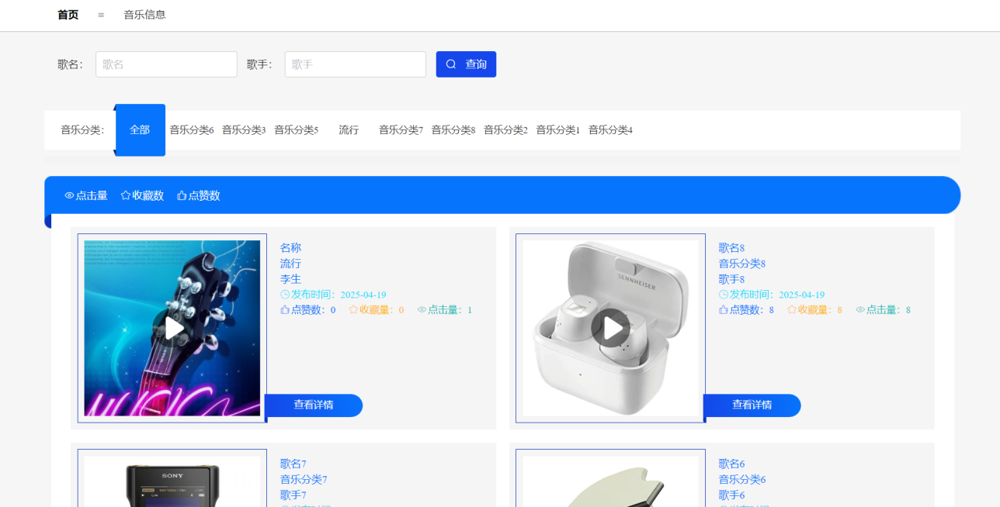 首页 ≡ 音乐信息
歌名： 歌名 歌手： 歌手 查询
音乐分类： 全部 音乐分类6 音乐分类3 音乐分类5 流行 音乐分类7 音乐分类8 音乐分类2 音乐分类1 音乐分类4
点击量 收藏数 点赞数
名称
流行
李生
发布时间：2025-04-19
点赞数：0 收藏量：0 点击量：1
MUSIC
查看详情
歌名8
音乐分类8
歌手8
发布时间：2025-04-19
点赞数：8 收藏量：8 点击量：8
SENNHEISER
查看详情
SONY
歌名7
音乐分类7
歌手7
歌名6
音乐分类6
歌手6